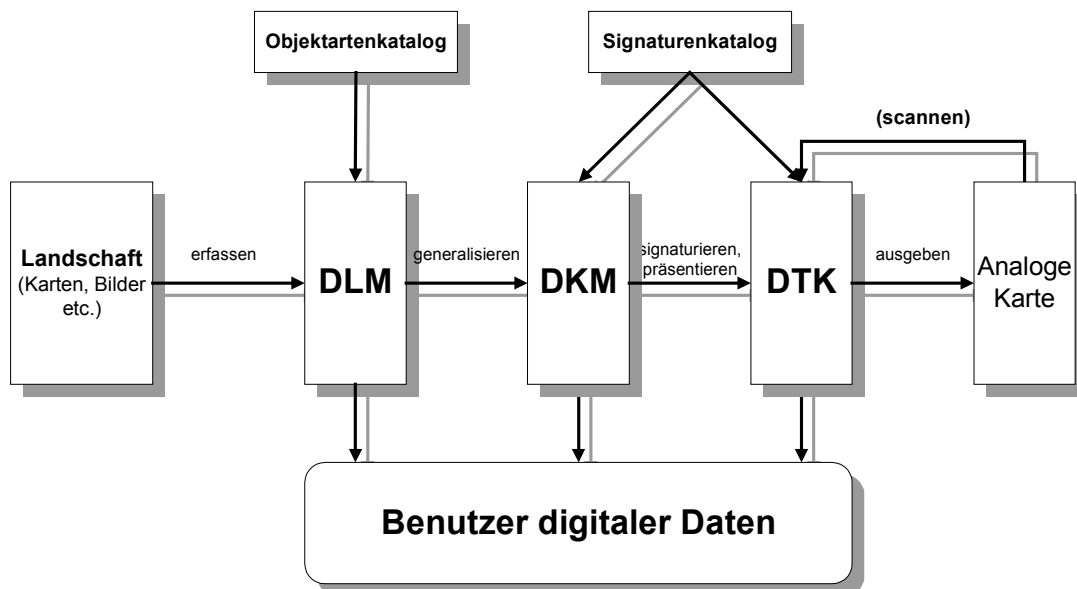 Objektartenkatalog
Signaturenkatalog
(scannen)
Landschaft
(Karten, Bilder
etc.)
erfassen
DLM
generalisieren
DKM
signaturieren,
präsentieren
DTK
ausgeben
Analoge
Karte
Benutzer digitaler Daten